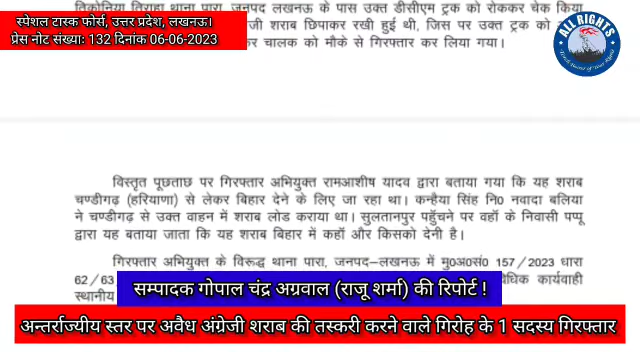 स्पेशल टास्क फोर्स, उत्तर प्रदेश, लखनऊ।
प्रेस नोट संख्याः 132 दिनांक 06-06-2023
तिकोनिया तिराहा थाना पारा, जनपद लखनऊ के पास उक्त डीसीएम ट्रक को रोककर चेक किया
जी शराब छिपाकर रखी हुई थी, जिस पर उक्त ट्रक को
र चालक को मौके से गिरफ्तार कर लिया गया।
ALL RIGHTS
विस्तृत पूछताछ पर गिरफ्तार अभियुक्त रामआशीष यादव द्वारा बताया गया कि यह शराब
चण्डीगढ़ (हरियाणा) से लेकर बिहार देने के लिए जा रहा था। कन्हैया सिंह नि0 नवादा बलिया
ने चण्डीगढ़ से उक्त वाहन में शराब लोड कराया था। सुलतानपुर पहुँचने पर वहाँ के निवासी पप्पू
द्वारा यह बताया जाता कि यह शराब बिहार में कहाँ और किसको देनी है।
गिरफ्तार अभियुक्त के विरूद्ध थाना पारा, जनपद–लखनऊ में मु0अ0सं0 157/2023 धारा
62/63 धिक कार्यवाही
स्थानीय
सम्पादक गोपाल चंद्र अग्रवाल (राजू शर्मा) की रिपोर्ट !
अन्तर्राज्यीय स्तर पर अवैध अंग्रेजी शराब की तस्करी करने वाले गिरोह के 1 सदस्य गिरफ्तार